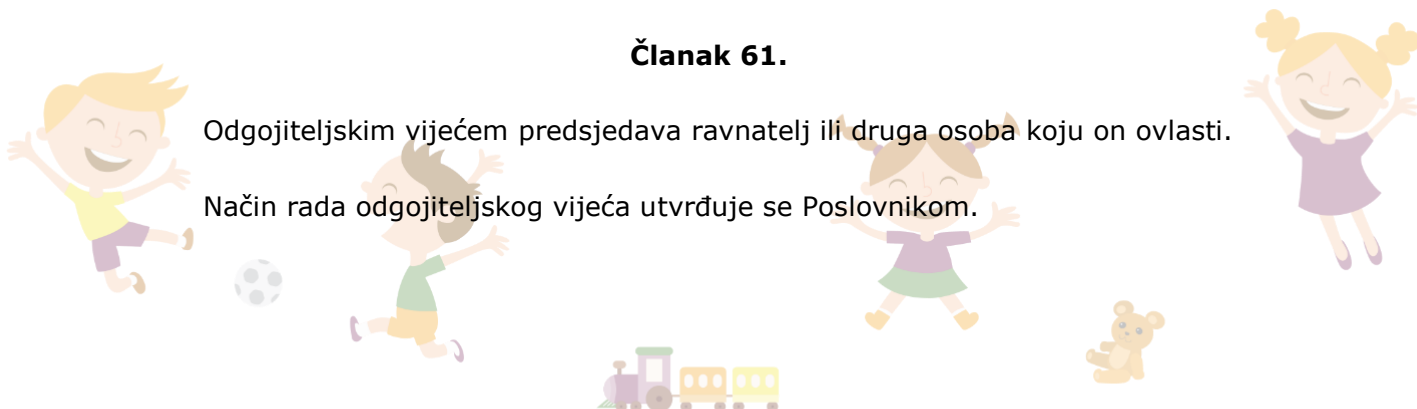 Članak 61.
Odgojiteljskim vijećem predsjedava ravnatelj ili druga osoba koju on ovlasti.
Način rada odgojiteljskog vijeća utvrđuje se Poslovnikom.